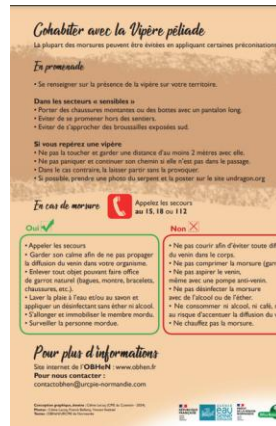 Cohabiter avec la Vipère péliade
La plupart des morsures peuvent être évitées en appliquant certaines préconisations
En promenade
• Se renseigner sur la présence de la vipère sur votre territoire.
Dans les secteurs « sensibles »
• Porter des chaussures montantes ou des bottes avec un pantalon long.
• Eviter de se promener hors des sentiers.
• Eviter de s'approcher des broussailles exposées sud.
Si vous repérez une vipère
• Ne pas la toucher et garder une distance d'au moins 2 mètres avec elle.
• Ne pas paniquer et continuer son chemin si elle n'est pas dans le passage.
• Dans le cas contraire, la laisser partir sans la provoquer.
• Si possible, prendre une photo du serpent et la poster sur le site undragon.org
En cas de morsure
Appelez les secours
au 15, 18 ou 112
Oui
• Appeler les secours
• Garder son calme afin de ne pas propager
la diffusion du venin dans votre organisme.
• Enlever tout objet pouvant faire office
de garrot naturel (bagues, montre, bracelets,
chaussures, etc.).
• Laver la plaie à l'eau et/ou au savon et
appliquer un désinfectant sans éther ni alcool.
• S'allonger et immobiliser le membre mordu.
• Surveiller la personne mordue.
Non
• Ne pas courir afin d'éviter toute dif
du venin dans le corps.
• Ne pas comprimer la morsure (gar
• Ne pas aspirer le venin,
même avec une pompe anti-venin.
• Ne pas désinfecter la morsure
avec de l'alcool ou de l'éther.
• Ne consommer ni alcool, ni café,
au risque d'accentuer la diffusion du
• Ne chauffez pas la morsure.
Pour plus d'informations
Site internet de l'OBHeN : www.obhen.fr
Pour nous contacter :
contactobhen@urcpie-normandie.com